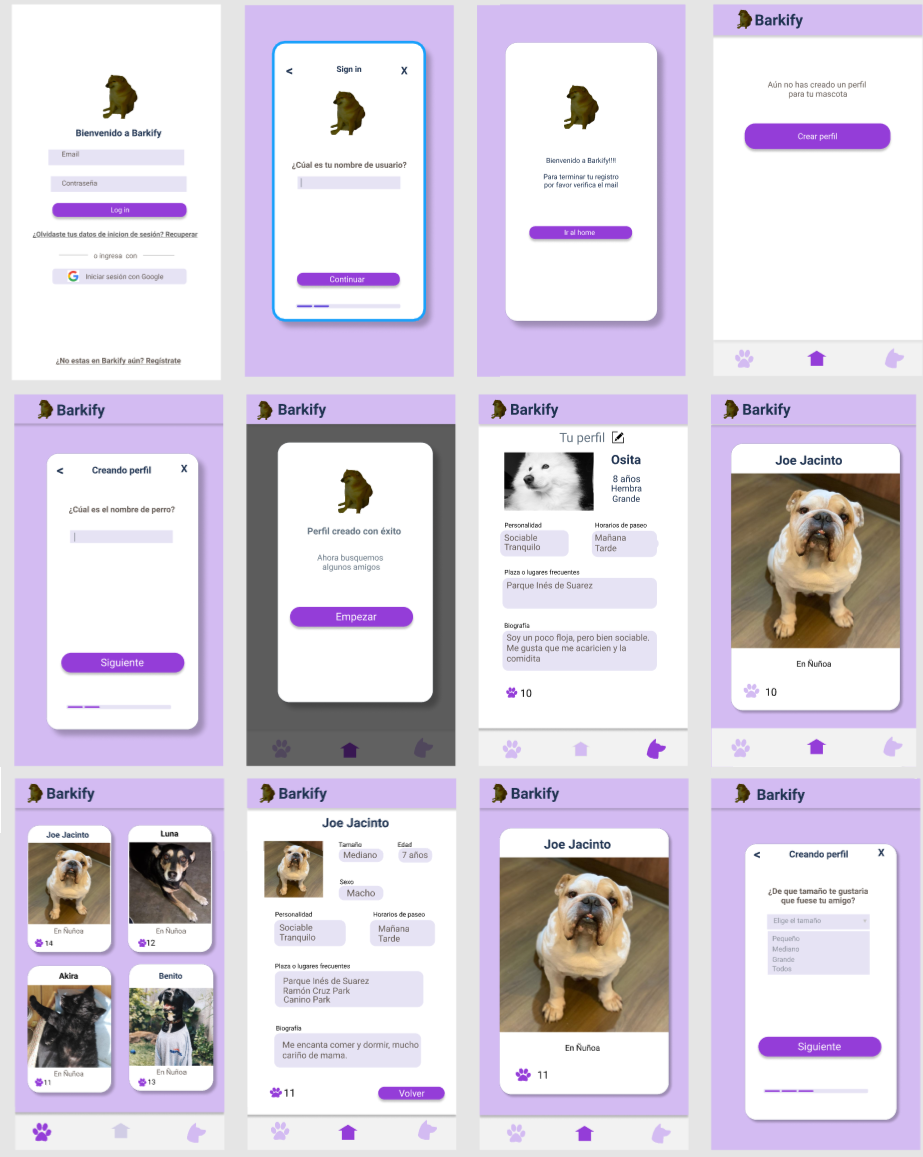 Bienvenido a Barkify
Email
Contraseña
Log in
¿Olvidaste tus datos de inicion de sesión? Recuperar
o ingresa con
Iniciar sesión con Google
¿No estas en Barkify aún? Registrate
< Sign in X
¿Cúal es tu nombre de usuario?
Continuar
Bienvenido a Barkify!!!!
Para terminar tu registro
por favor verifica el mail
Ir al home
Barkify
Aún no has creado un perfil
para tu mascota
Crear perfil
Barkify
< Creando perfil X
¿Cúal es el nombre de perro?
Siguiente
Barkify
Perfil creado con éxito
Ahora busquemos
algunos amigos
Empezar
Barkify
Tu perfil
Osita
8 años
Hembra
Grande
Personalidad
Sociable
Tranquilo
Horarios de paseo
Mañana
Tarde
Plaza o lugares frecuentes
Parque Inés de Suarez
Biografía
Soy un poco floja, pero bien sociable.
Me gusta que me acaricien y la
comidita
10
Barkify
Joe Jacinto
En Ñuñoa
10
Barkify
Joe Jacinto
En Ñuñoa
14
Luna
En Ñuñoa
12
Akira
En Ñuñoa
11
Benito
En Ñuñoa
13
Barkify
Joe Jacinto
Tamaño
Mediano
Edad
7 años
Sexo
Macho
Personalidad
Sociable
Tranquilo
Horarios de paseo
Mañana
Tarde
Plaza o lugares frecuentes
Parque Inés de Suarez
Ramón Cruz Park
Canino Park
Biografía
Me encanta comer y dormir, mucho
cariño de mama.
11
Volver
Barkify
Joe Jacinto
En Ñuñoa
11
Barkify
< Creando perfil X
¿De que tamaño te gustaria
que fuese tu amigo?
Elige el tamaño
Pequeño
Mediano
Grande
Todos
Siguiente